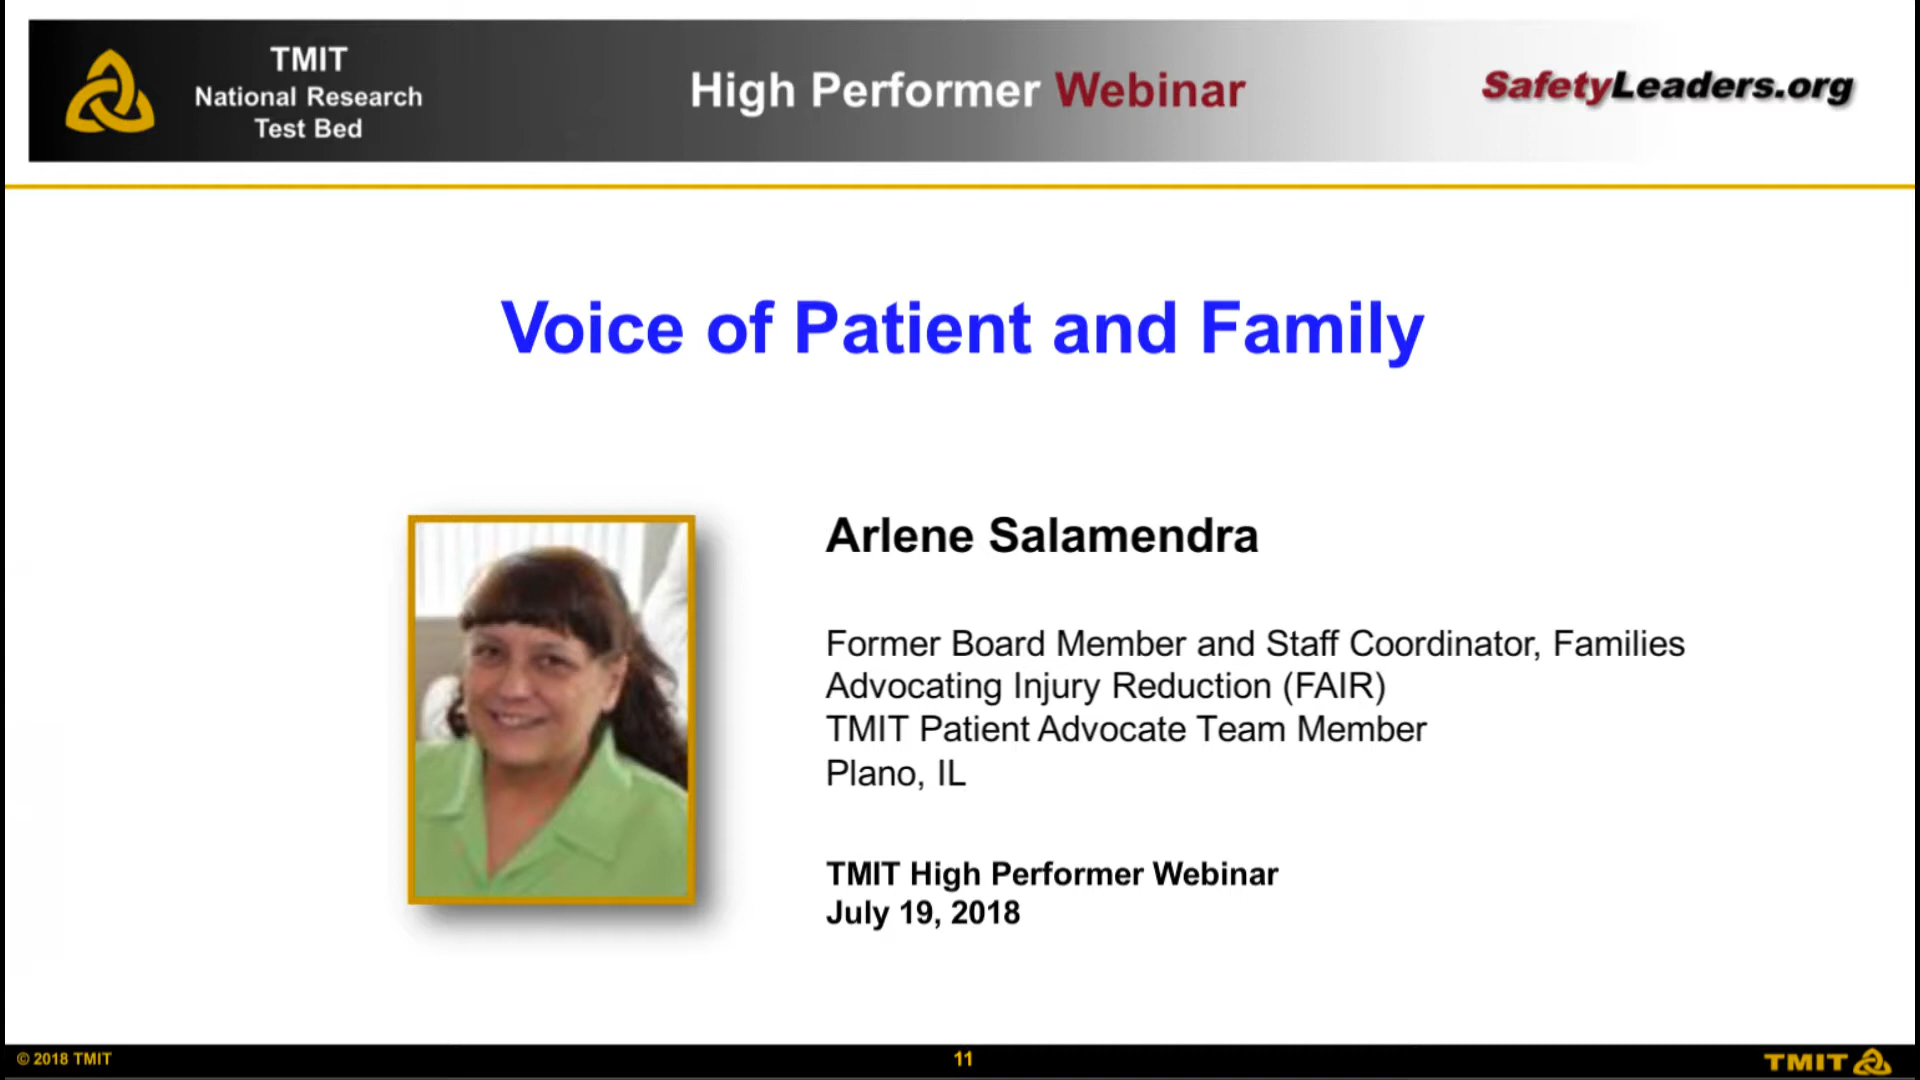 TMIT
National Research
Test Bed
High Performer Webinar
SafetyLeaders.org
Voice of Patient and Family
Arlene Salamendra
Former Board Member and Staff Coordinator, Families
Advocating Injury Reduction (FAIR)
TMIT Patient Advocate Team Member
Plano, IL
TMIT High Performer Webinar
July 19, 2018
© 2018 TMIT
11
TMIT